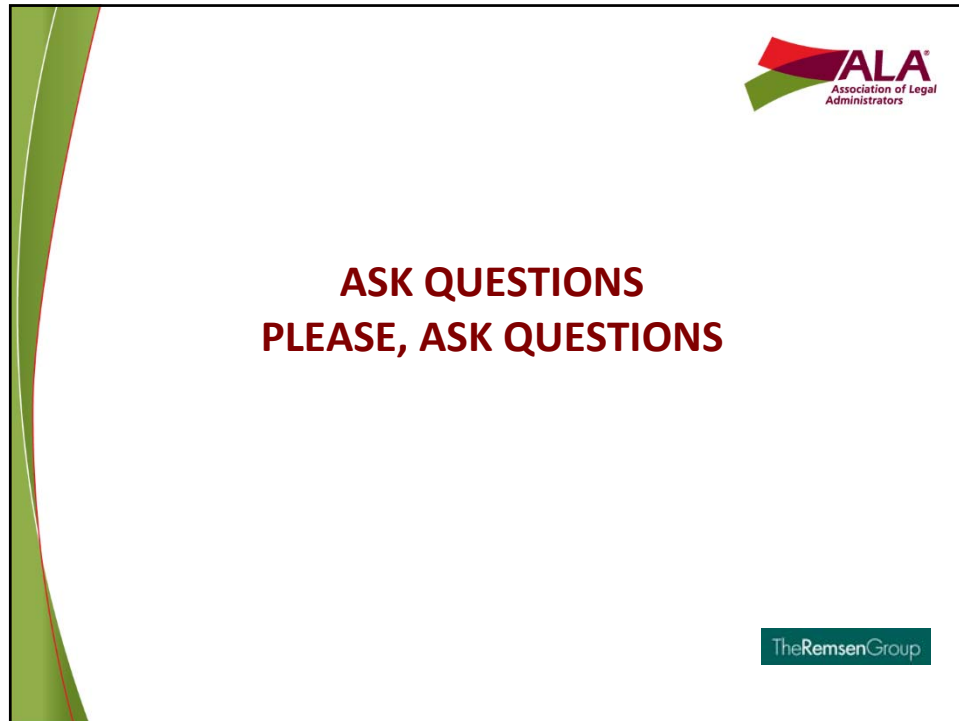 ALA®
Association of Legal
Administrators
ASK QUESTIONS
PLEASE, ASK QUESTIONS
TheRemsenGroup